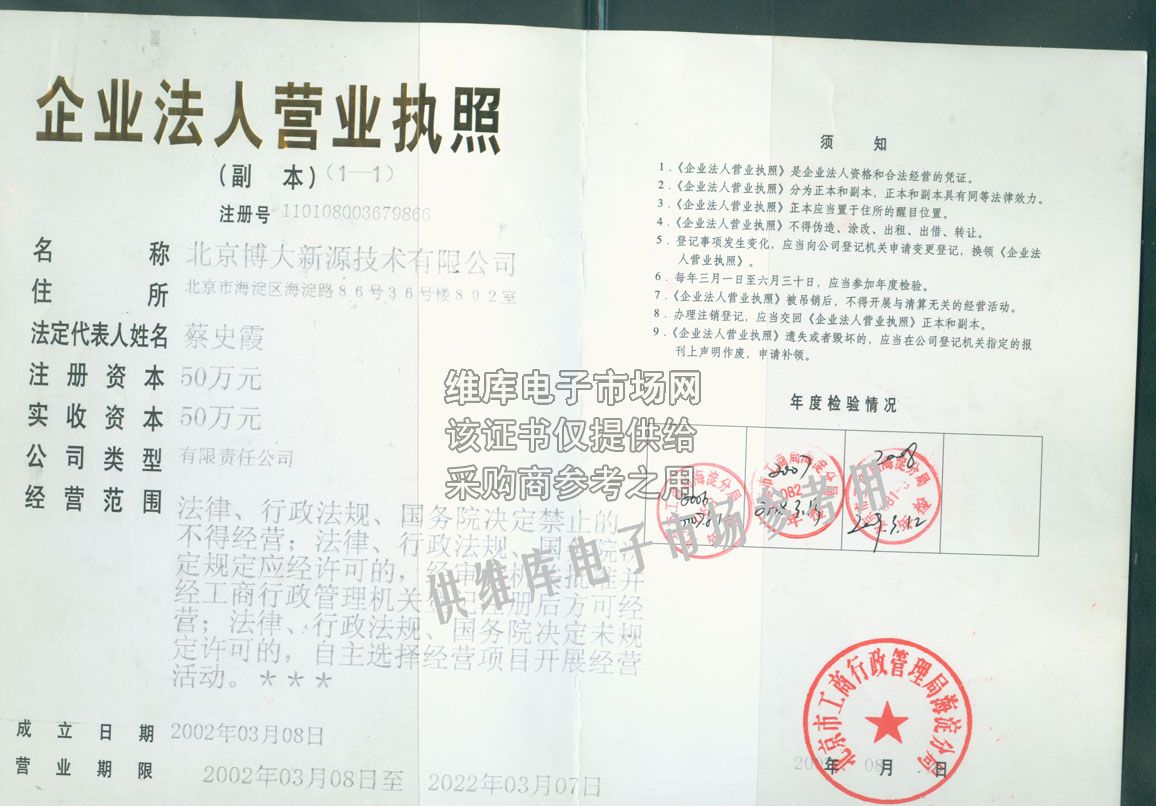 企业法人营业执照
(副 本)(1-1)
注册号 110108003679866
名 称 北京博大新源技术有限公司
住 所 北京市海淀区海淀路86号36号楼802室
法定代表人姓名 蔡史霞
注册资本 50万元
实收资本 50万元
公司类型 有限责任公司
经营范围
法律、行政法规、国务院决定禁止的
不得经营；法律、行政法规、国务院决
定规定应经许可的，经审批机关批准并
经工商行政管理机关登记注册后方可经
营；法律、行政法规、国务院决定未规
定许可的，自主选择经营项目开展经营
活动。＊＊＊
成立日期 2002年03月08日
营业期限 2002年03月08日至 2022年03月07日
须 知
1．《企业法人营业执照》是企业法人资格和合法经营的凭证。
2．《企业法人营业执照》分为正本和副本，正本和副本具有同等法律效力。
3．《企业法人营业执照》正本应当置于住所的醒目位置。
4．《企业法人营业执照》不得伪造、涂改、出租、出借、转让。
5．登记事项发生变化，应当向公司登记机关申请变更登记，换领《企业法
人营业执照》。
6．每年三月一日至六月三十日，应当参加年度检验。
7．《企业法人营业执照》被吊销后，不得开展与清算无关的经营活动。
8．办理注销登记，应当交回《企业法人营业执照》正本和副本。
9．《企业法人营业执照》遗失或者毁坏的，应当在公司登记机关指定的报
刊上声明作废，申请补领。
年度检验情况
2007
2008
北京市工商行政管理局海淀分局
年 月 日
维库电子市场网
该证书仅提供给
采购商参考之用
供维库电子市场参考用